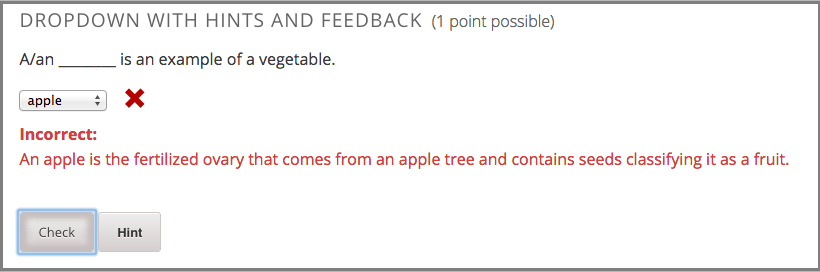 DROPDOWN WITH HINTS AND FEEDBACK (1 point possible)
A/an ________ is an example of a vegetable.
apple
Incorrect:
An apple is the fertilized ovary that comes from an apple tree and contains seeds classifying it as a fruit.
Check Hint